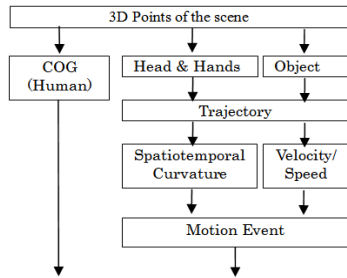 3D Points of the scene
COG
(Human)
Head & Hands
Object
Trajectory
Spatiotemporal
Curvature
Velocity/
Speed
Motion Event